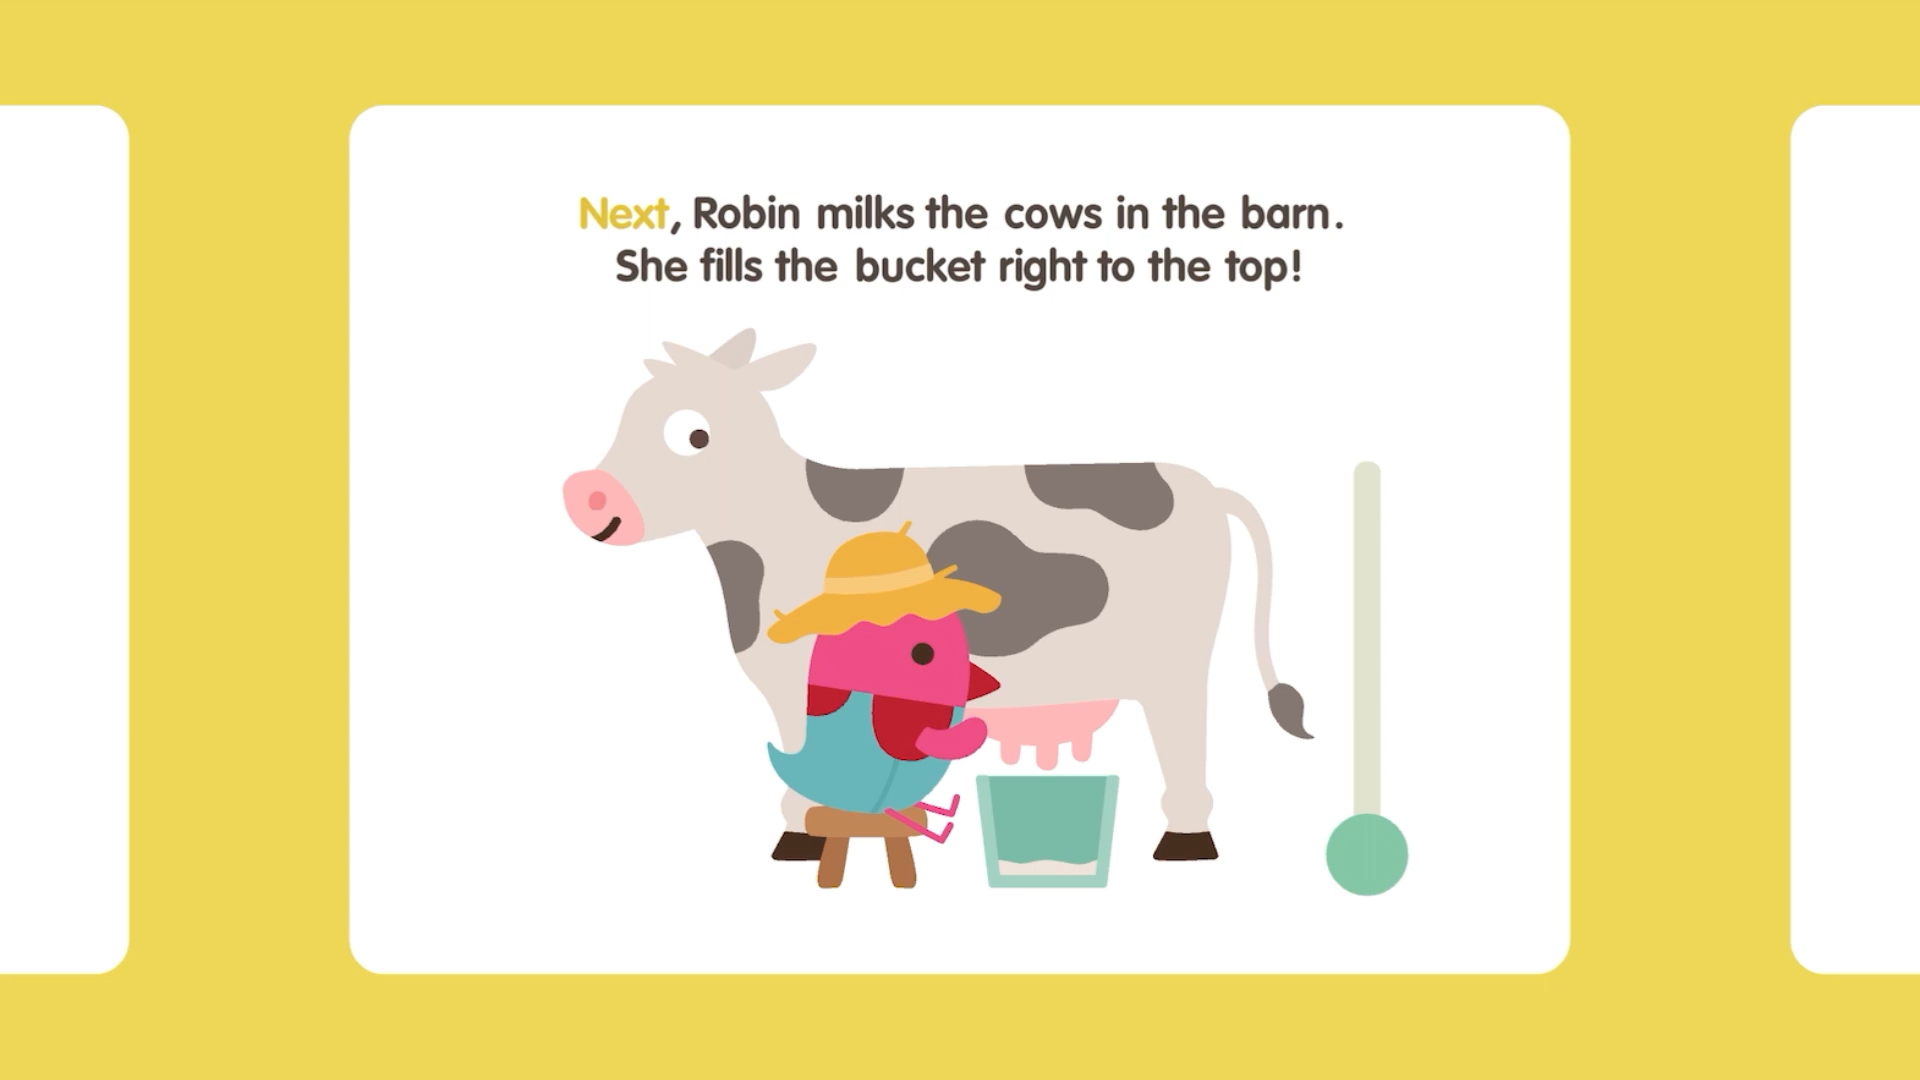 Next, Robin milks the cows in the barn.
She fills the bucket right to the top!